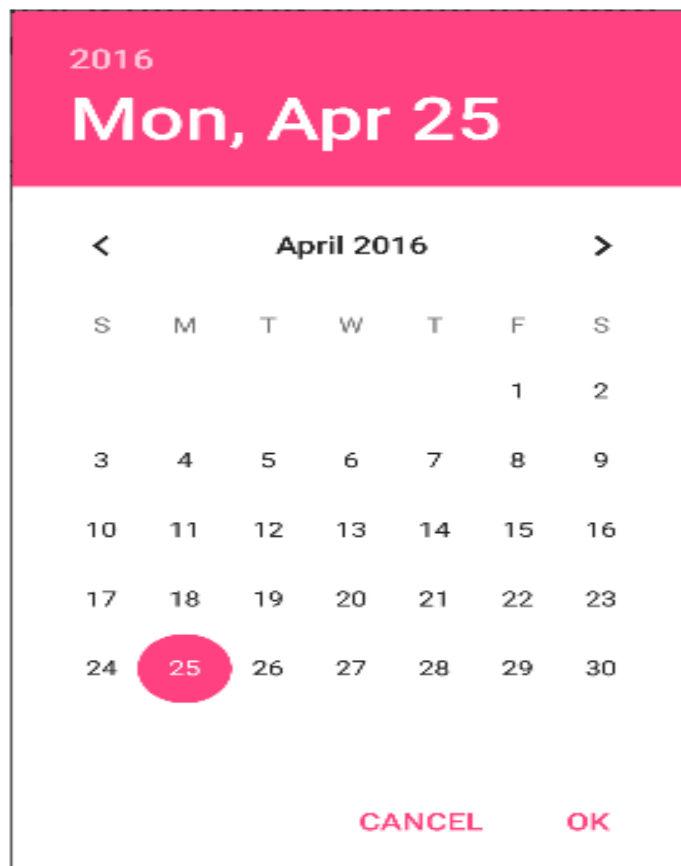 2016
Mon, Apr 25
< April 2016 >
S M T W T F S
1 2
3 4 5 6 7 8 9
10 11 12 13 14 15 16
17 18 19 20 21 22 23
24 25 26 27 28 29 30
CANCEL OK